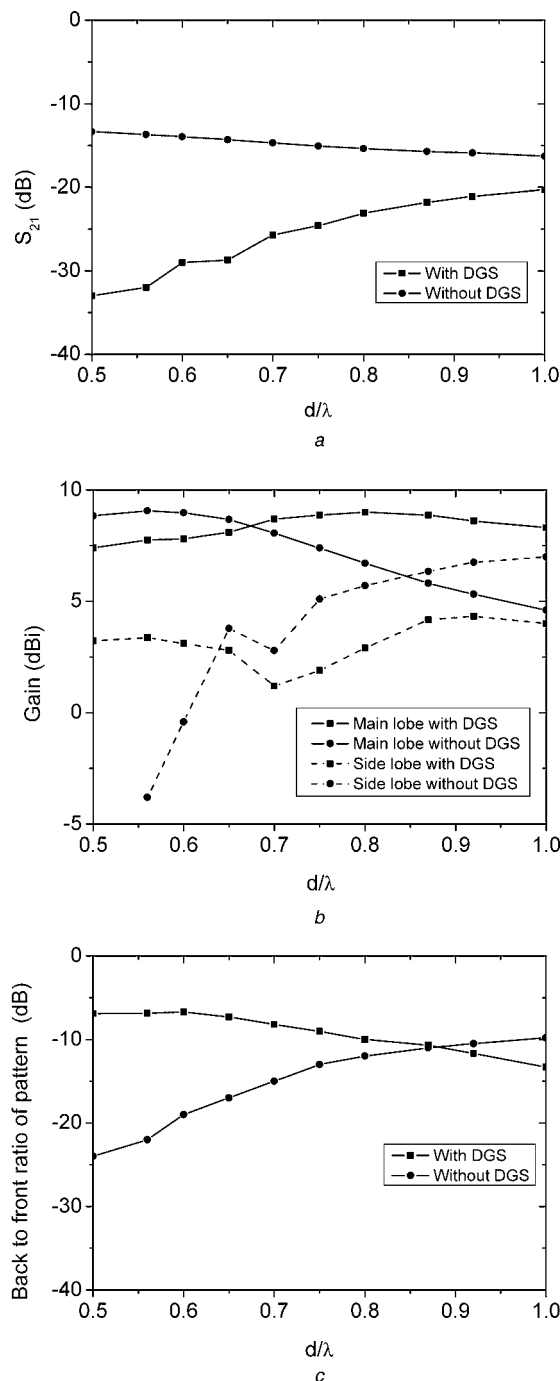 0
-10
-20
-30
-40
S21 (dB)
With DGS
Without DGS
0.5 0.6 0.7 0.8 0.9 1.0
d/λ
a
10
5
0
-5
Gain (dBi)
Main lobe with DGS
Main lobe without DGS
Side lobe with DGS
Side lobe without DGS
0.5 0.6 0.7 0.8 0.9 1.0
d/λ
b
0
-10
-20
-30
-40
Back to front ratio of pattern (dB)
With DGS
Without DGS
0.5 0.6 0.7 0.8 0.9 1.0
d/λ
c